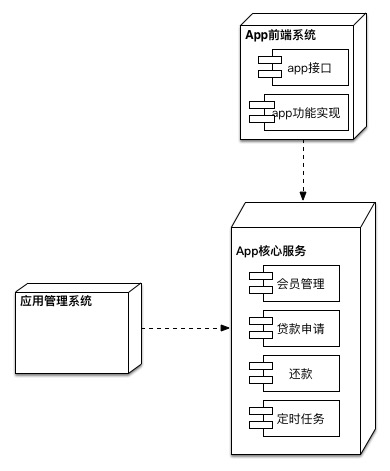 App前端系统
app接口
app功能实现
App核心服务
会员管理
贷款申请
还款
定时任务
应用管理系统